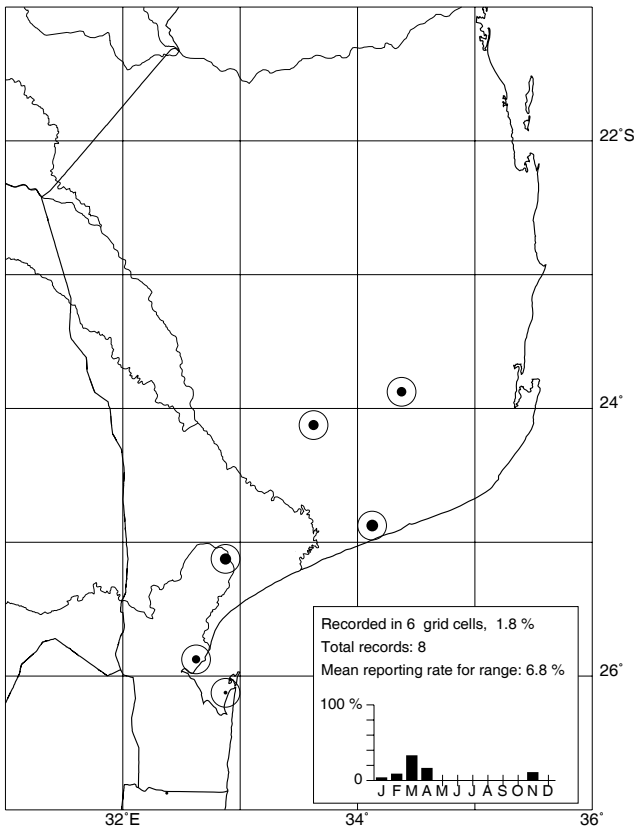 22˚S
24˚
26˚
Recorded in 6 grid cells, 1.8 %
Total records: 8
Mean reporting rate for range: 6.8 %
100 %
0
J F M A M J J A S O N D
32˚E 34˚ 36˚